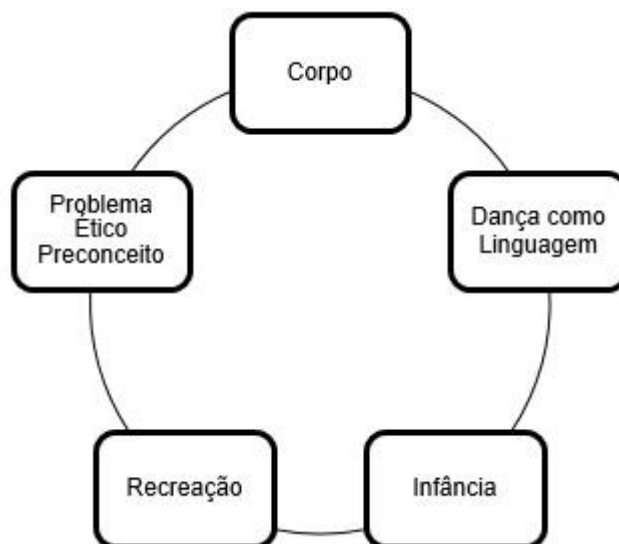 Corpo
Dança como
Linguagem
Infância
Recreação
Problema
Ético
Preconceito